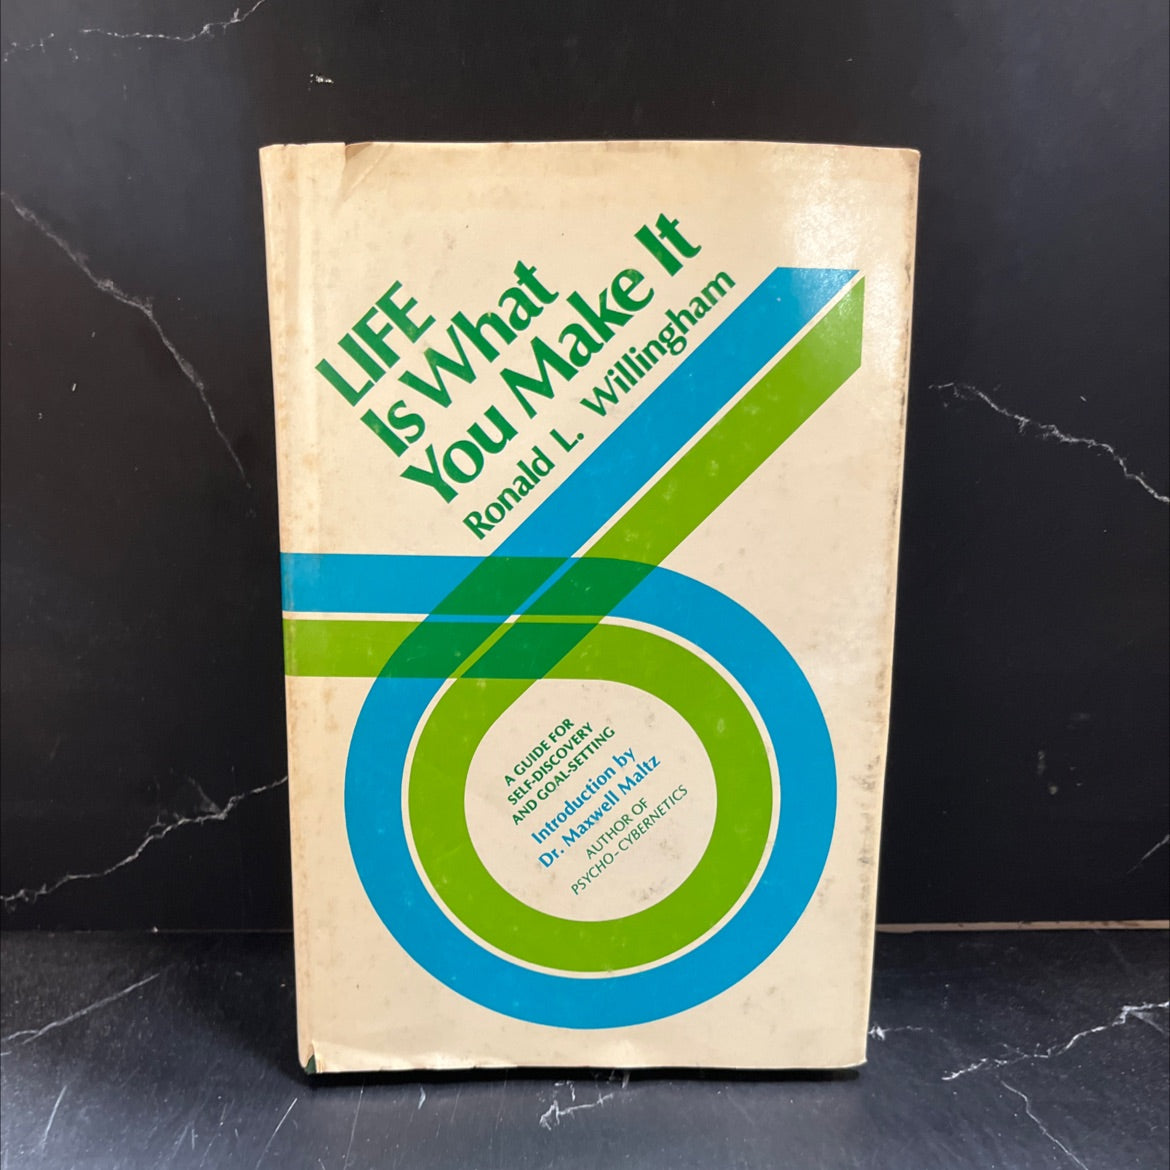 LIFE
Is What
You Make It
Ronald L. Willingham
A GUIDE FOR
SELF-DISCOVERY
AND GOAL-SETTING
Introduction by
Dr. Maxwell Maltz
AUTHOR OF
PSYCHO-CYBERNETICS